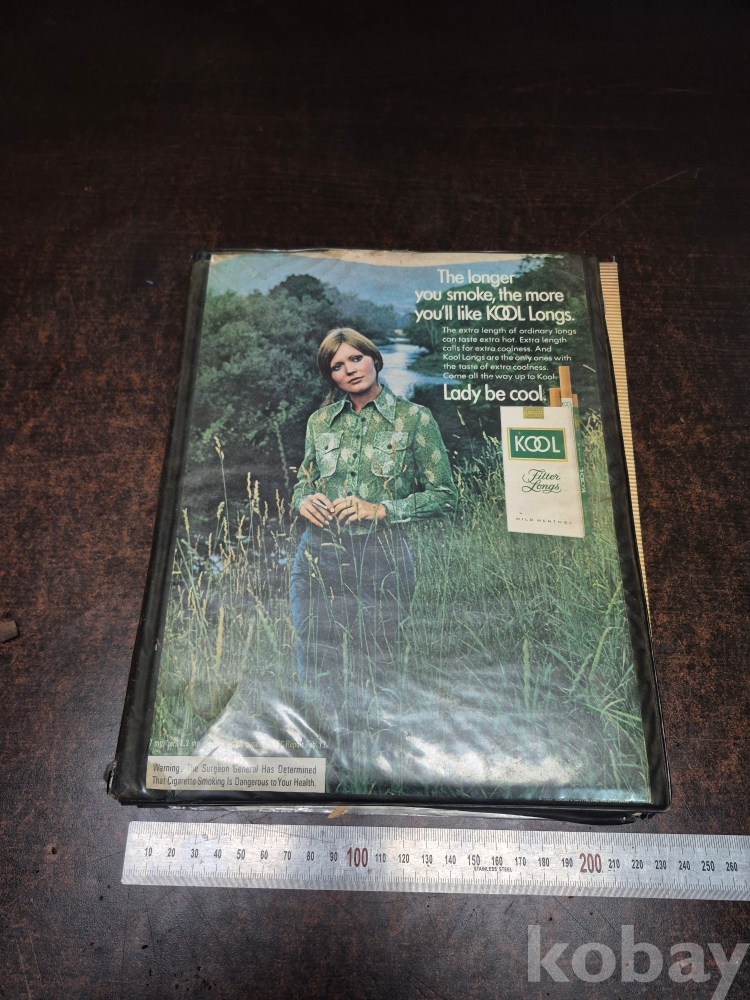 The longer
you smoke, the more
you'll like KOOL Longs.
The extra length of ordinary longs
can taste extra hot. Extra length
calls for extra coolness. And
Kool Longs are the only ones with
the taste of extra coolness.
Come all the way up to Kool.
Lady be cool.
KOOL
Filter
Longs
MILD MENTHOL
Warning: The Surgeon General Has Determined
That Cigarette Smoking Is Dangerous to Your Health.
10 20 30 40 50 60 70 80 90 100 110 120 130 140 150 160 170 180 190 200 210 220 230 240 250 260
STAINLESS STEEL
kobay